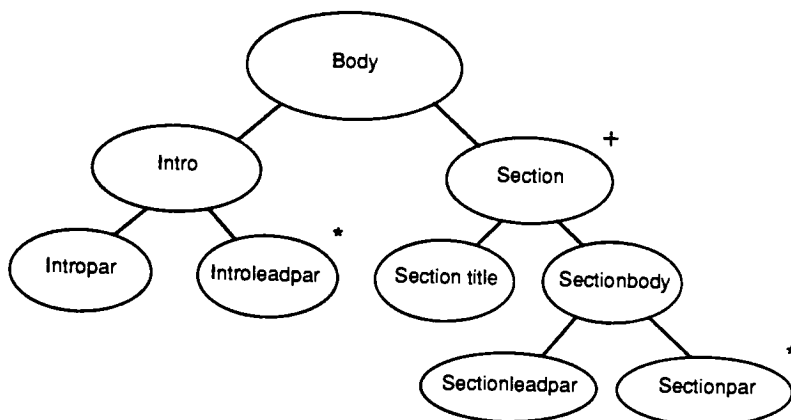 Body
+
Intro
Section
*
Intropar
Introleadpar
Section title
Sectionbody
*
Sectionleadpar
Sectionpar